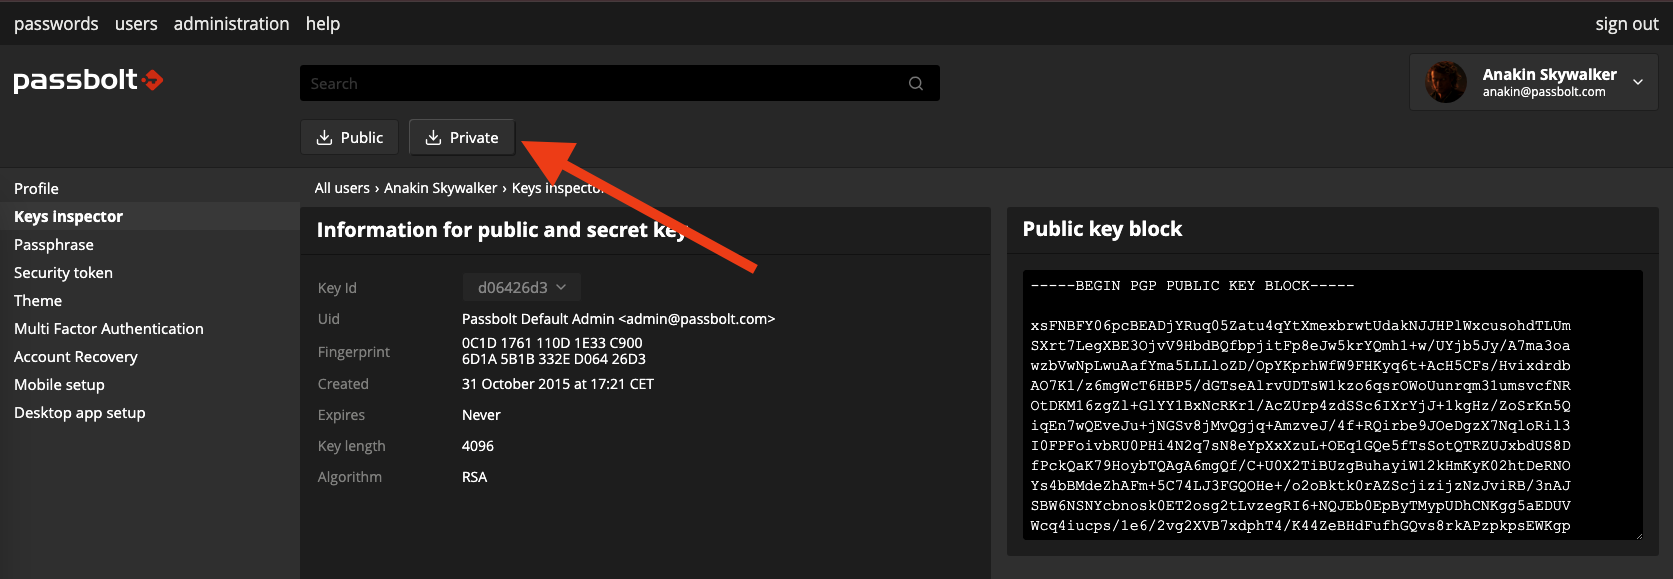 passwords users administration help sign out
passbolt
Search
Anakin Skywalker
anakin@passbolt.com
Public Private
Profile
Keys inspector
Passphrase
Security token
Theme
Multi Factor Authentication
Account Recovery
Mobile setup
Desktop app setup
All users › Anakin Skywalker › Keys inspector
Information for public and secret key
Key Id d06426d3
Uid Passbolt Default Admin <admin@passbolt.com>
Fingerprint 0C1D 1761 110D 1E33 C900
6D1A 5B1B 332E D064 26D3
Created 31 October 2015 at 17:21 CET
Expires Never
Key length 4096
Algorithm RSA
Public key block
-----BEGIN PGP PUBLIC KEY BLOCK-----
xsFNBFY06pcBEADjYRuq05Zatu4qYtXmexbrwtUdakNJJHPlWxcusohdTLUm
SXrt7LegXBE3OjvV9HbdBQfbpjitFp8eJw5krYQmh1+w/UYjb5Jy/A7ma3oa
wzbVwNpLwuAafYma5LLLloZD/OpYKprhWfW9FHKyq6t+AcH5CFs/Hvixdrdb
AO7K1/z6mgWcT6HBP5/dGTseAlrvUDTsW1kzo6qsrOWoUunrqm31umsvcfNR
OtDKM16zgZl+GlYY1BxNcRKr1/AcZUrp4zdSSc6IXrYjJ+1kgHz/ZoSrKn5Q
iqEn7wQEveJu+jNGSv8jMvQgjq+AmzveJ/4f+RQirbe9JOeDgzX7NqloRil3
I0FPFoivbRU0PHi4N2q7sN8eYpXxXzuL+OEq1GQe5fTsSotQTRZUJxbdUS8D
fPckQaK79HoybTQAgA6mgQf/C+U0X2TiBUzgBuhayiW12kHmKyK02htDeRNO
Ys4bBMdeZhAFm+5C74LJ3FGQOHe+/o2oBktk0rAZScjizijzNzJviRB/3nAJ
SBW6NSNYcbnosk0ET2osg2tLvzegRI6+NQJEb0EpByTMypUDhCNKgg5aEDUV
Wcq4iucps/1e6/2vg2XVB7xdphT4/K44ZeBHdFufhGQvs8rkAPzpkpsEWKgp